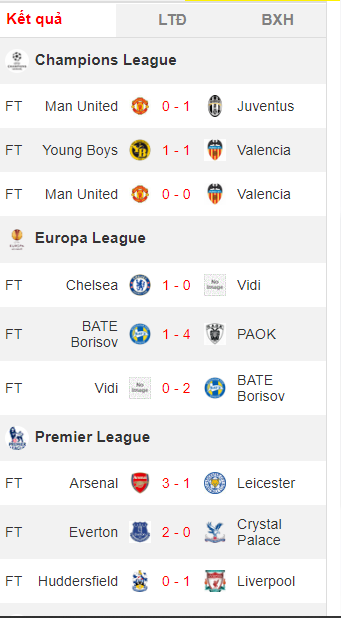 Kết quả LTĐ BXH
Champions League
FT Man United 0 - 1 Juventus
FT Young Boys 1 - 1 Valencia
FT Man United 0 - 0 Valencia
Europa League
FT Chelsea 1 - 0 No Image Vidi
FT BATE Borisov 1 - 4 PAOK
FT Vidi No Image 0 - 2 BATE Borisov
Premier League
FT Arsenal 3 - 1 Leicester
FT Everton 2 - 0 Crystal Palace
FT Huddersfield 0 - 1 Liverpool